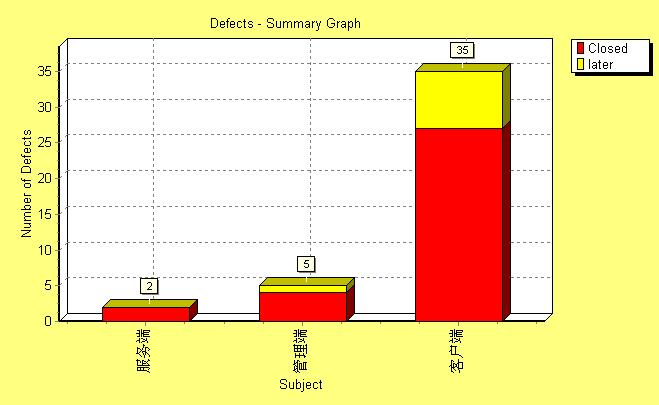 Defects - Summary Graph
Closed
later
Number of Defects
35
30
25
20
15
10
5
0
2
5
35
服务端
管理端
客户端
Subject